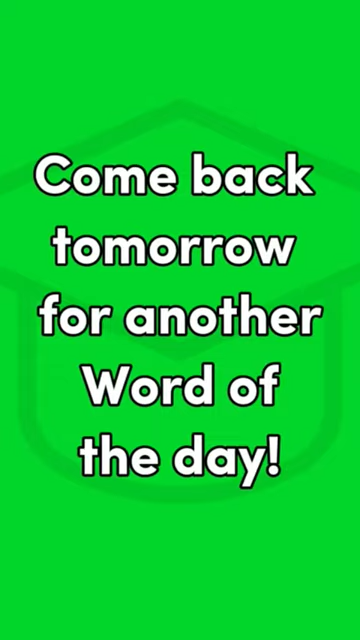 Come back
tomorrow
for another
Word of
the day!